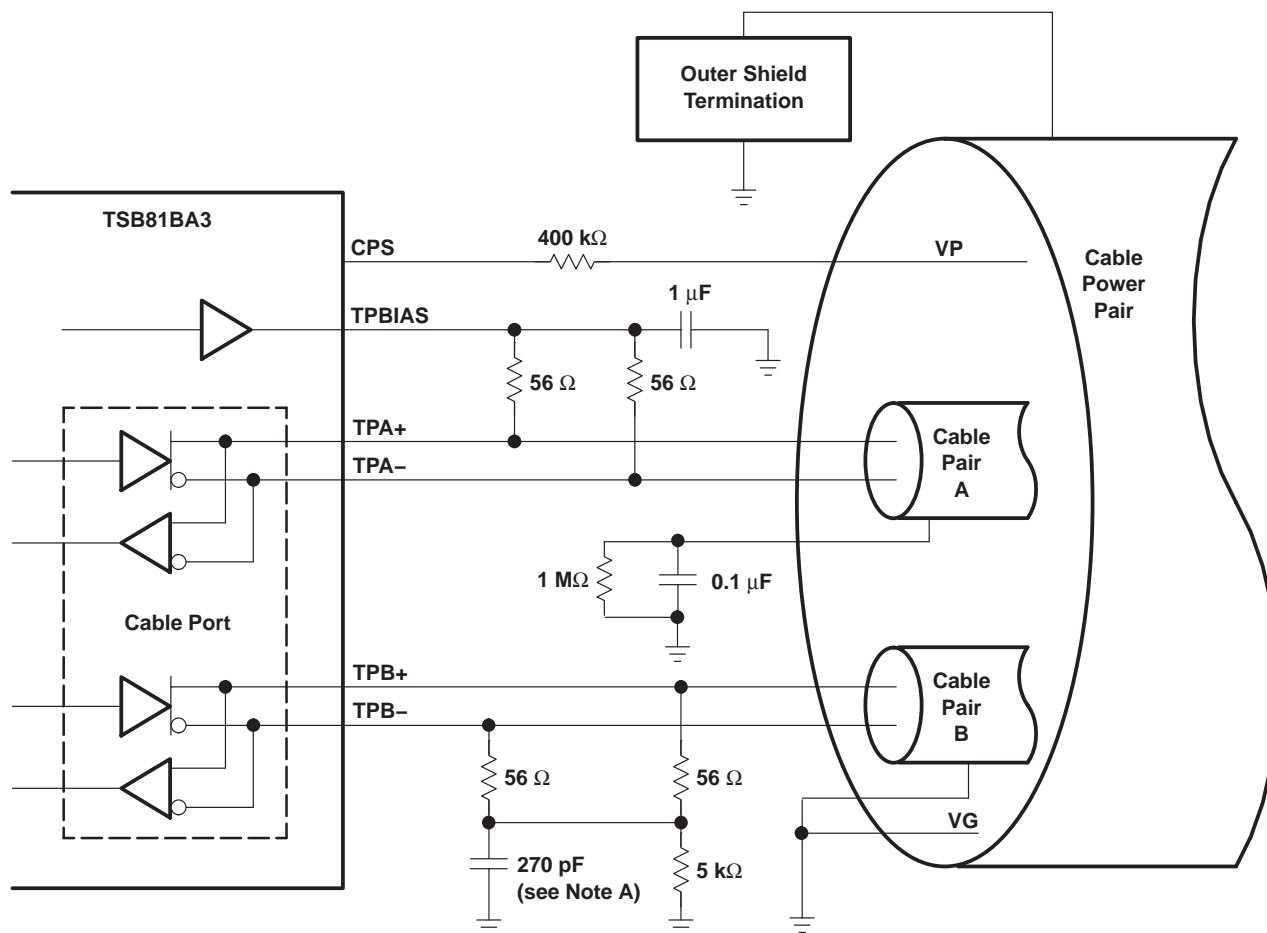 Outer Shield
Termination
TSB81BA3
CPS
400 kΩ
VP
Cable
Power
Pair
1 μF
TPBIAS
56 Ω
56 Ω
TPA+
TPA−
Cable
Pair
A
1 MΩ
0.1 μF
Cable Port
TPB+
TPB−
Cable
Pair
B
56 Ω
56 Ω
VG
270 pF
(see Note A)
5 kΩ